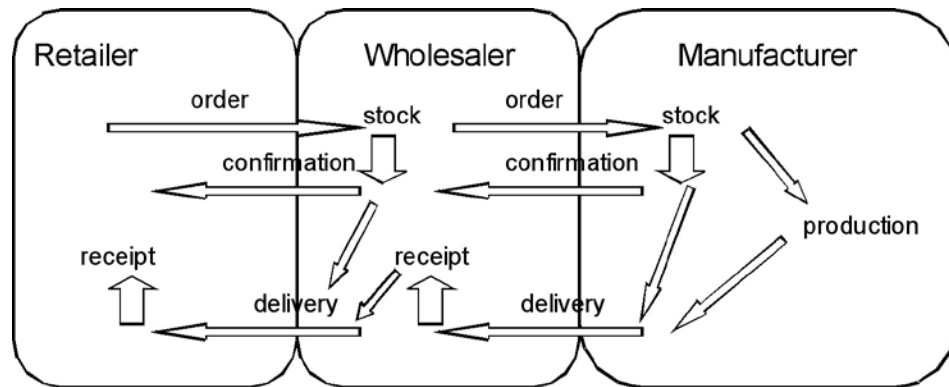 Retailer
Wholesaler
Manufacturer
order
order
stock
stock
confirmation
confirmation
production
receipt
receipt
delivery
delivery